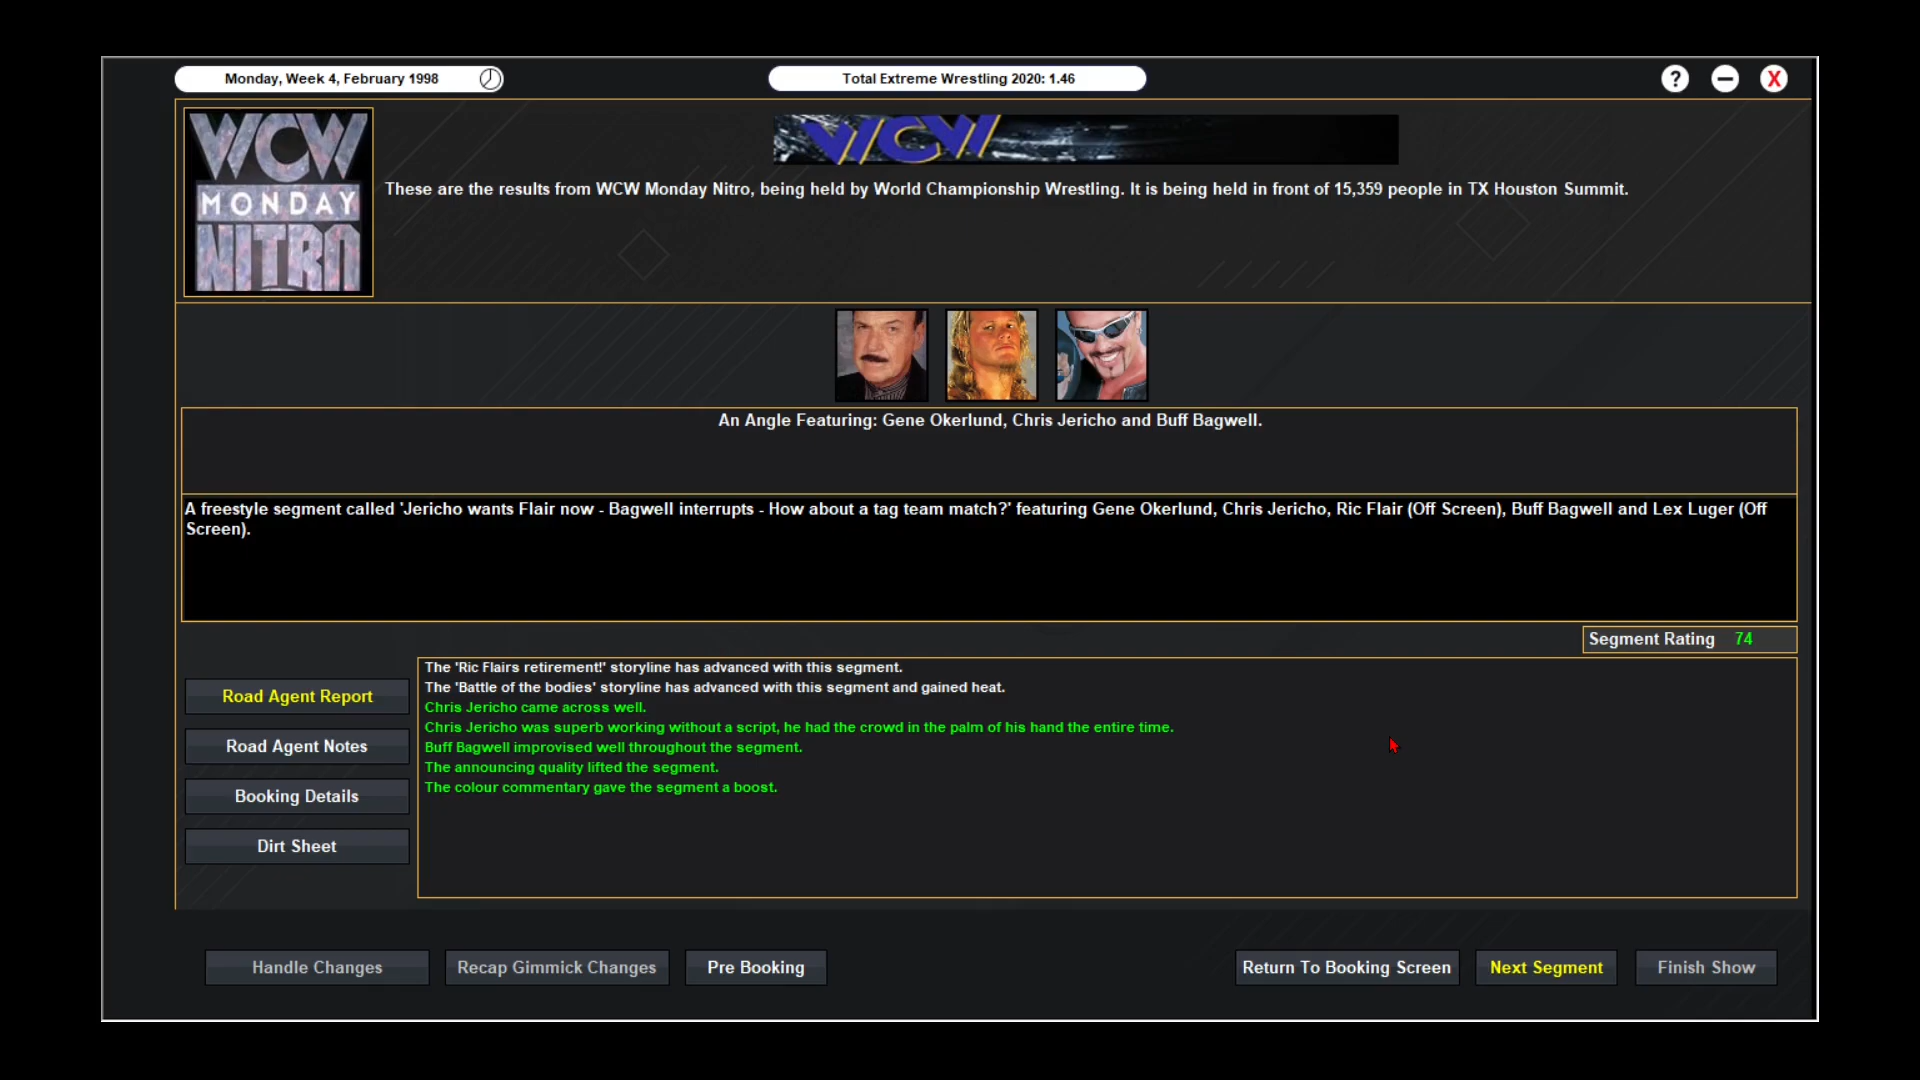 Monday, Week 4, February 1998
Total Extreme Wrestling 2020: 1.46
?
X
WCW
MONDAY
NITRO
WCW
These are the results from WCW Monday Nitro, being held by World Championship Wrestling. It is being held in front of 15,359 people in TX Houston Summit.
An Angle Featuring: Gene Okerlund, Chris Jericho and Buff Bagwell.
A freestyle segment called 'Jericho wants Flair now - Bagwell interrupts - How about a tag team match?' featuring Gene Okerlund, Chris Jericho, Ric Flair (Off Screen), Buff Bagwell and Lex Luger (Off
Screen).
Segment Rating 74
Road Agent Report
Road Agent Notes
Booking Details
Dirt Sheet
The 'Ric Flairs retirement!' storyline has advanced with this segment.
The 'Battle of the bodies' storyline has advanced with this segment and gained heat.
Chris Jericho came across well.
Chris Jericho was superb working without a script, he had the crowd in the palm of his hand the entire time.
Buff Bagwell improvised well throughout the segment.
The announcing quality lifted the segment.
The colour commentary gave the segment a boost.
Handle Changes
Recap Gimmick Changes
Pre Booking
Return To Booking Screen
Next Segment
Finish Show